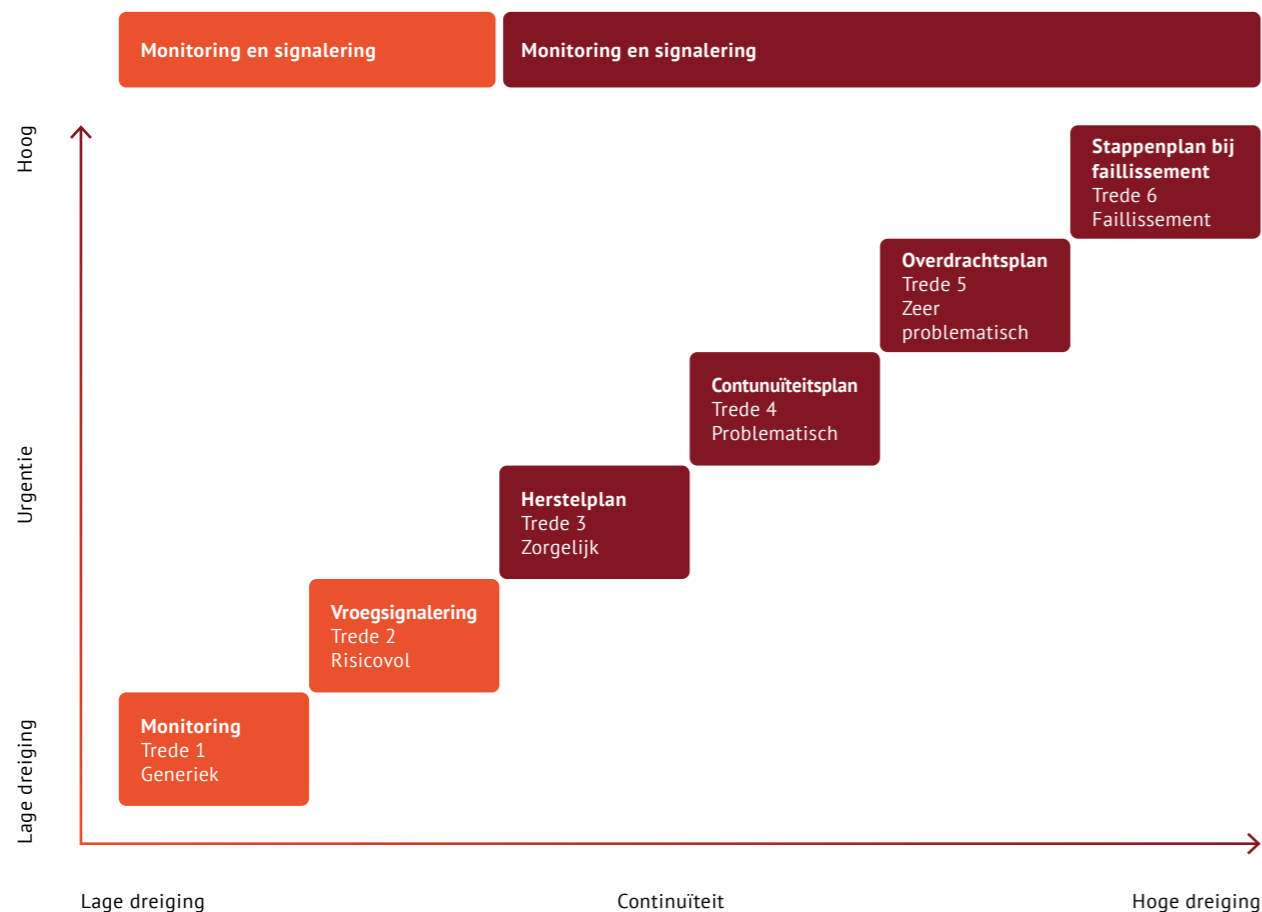 Monitoring en signalering
Monitoring en signalering
Hoog
Urgentie
Lage dreiging
Stappenplan bij
faillissement
Trede 6
Faillissement
Overdrachtsplan
Trede 5
Zeer
problematisch
Contunuïteitsplan
Trede 4
Problematisch
Herstelplan
Trede 3
Zorgelijk
Vroegsignalering
Trede 2
Risicovol
Monitoring
Trede 1
Generiek
Lage dreiging
Continuïteit
Hoge dreiging